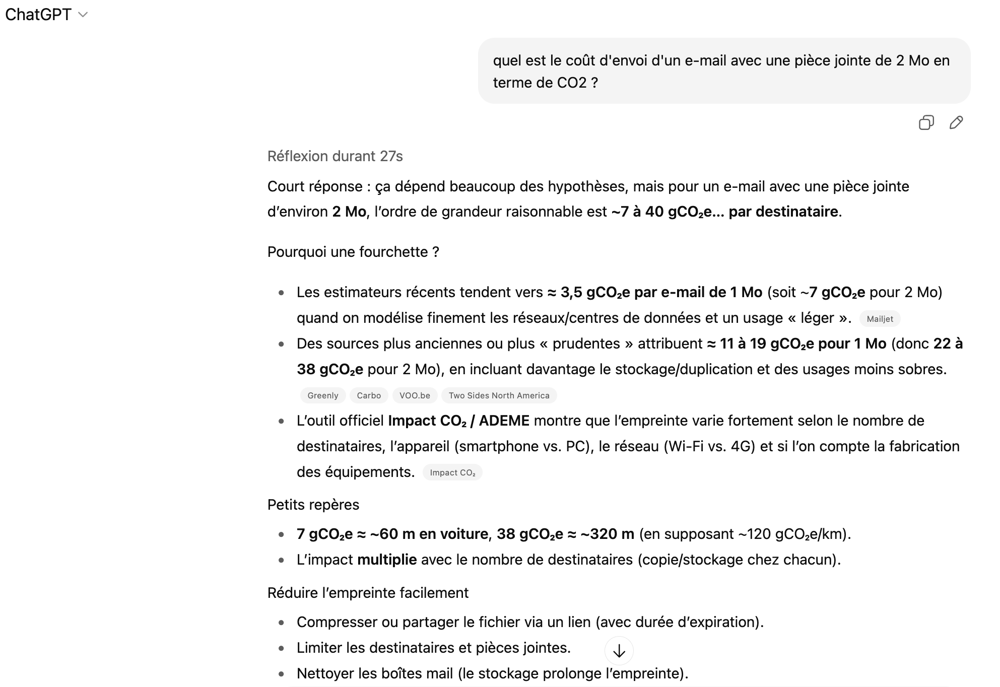 ChatGPT
quel est le coût d'envoi d'un e-mail avec une pièce jointe de 2 Mo en
terme de CO2 ?
Réflexion durant 27s
Court réponse : ça dépend beaucoup des hypothèses, mais pour un e-mail avec une pièce jointe
d’environ 2 Mo, l’ordre de grandeur raisonnable est ~7 à 40 gCO₂e... par destinataire.
Pourquoi une fourchette ?
• Les estimateurs récents tendent vers ≈ 3,5 gCO₂e par e-mail de 1 Mo (soit ~7 gCO₂e pour 2 Mo)
quand on modélise finement les réseaux/centres de données et un usage « léger ». Mailjet
• Des sources plus anciennes ou plus « prudentes » attribuent ≈ 11 à 19 gCO₂e pour 1 Mo (donc 22 à
38 gCO₂e pour 2 Mo), en incluant davantage le stockage/duplication et des usages moins sobres.
Greenly Carbo VOO.be Two Sides North America
• L’outil officiel Impact CO₂ / ADEME montre que l’empreinte varie fortement selon le nombre de
destinataires, l’appareil (smartphone vs. PC), le réseau (Wi-Fi vs. 4G) et si l’on compte la fabrication
des équipements. Impact CO₂
Petits repères
• 7 gCO₂e ≈ ~60 m en voiture, 38 gCO₂e ≈ ~320 m (en supposant ~120 gCO₂e/km).
• L’impact multiplie avec le nombre de destinataires (copie/stockage chez chacun).
Réduire l’empreinte facilement
• Compresser ou partager le fichier via un lien (avec durée d’expiration).
• Limiter les destinataires et pièces jointes.
• Nettoyer les boîtes mail (le stockage prolonge l’empreinte).